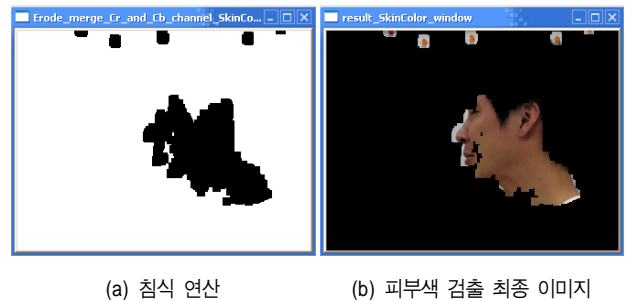 Erode_merge_Cr_and_Cb_channel_SkinCo... result_SkinColor_window
(a) 침식 연산 (b) 피부색 검출 최종 이미지